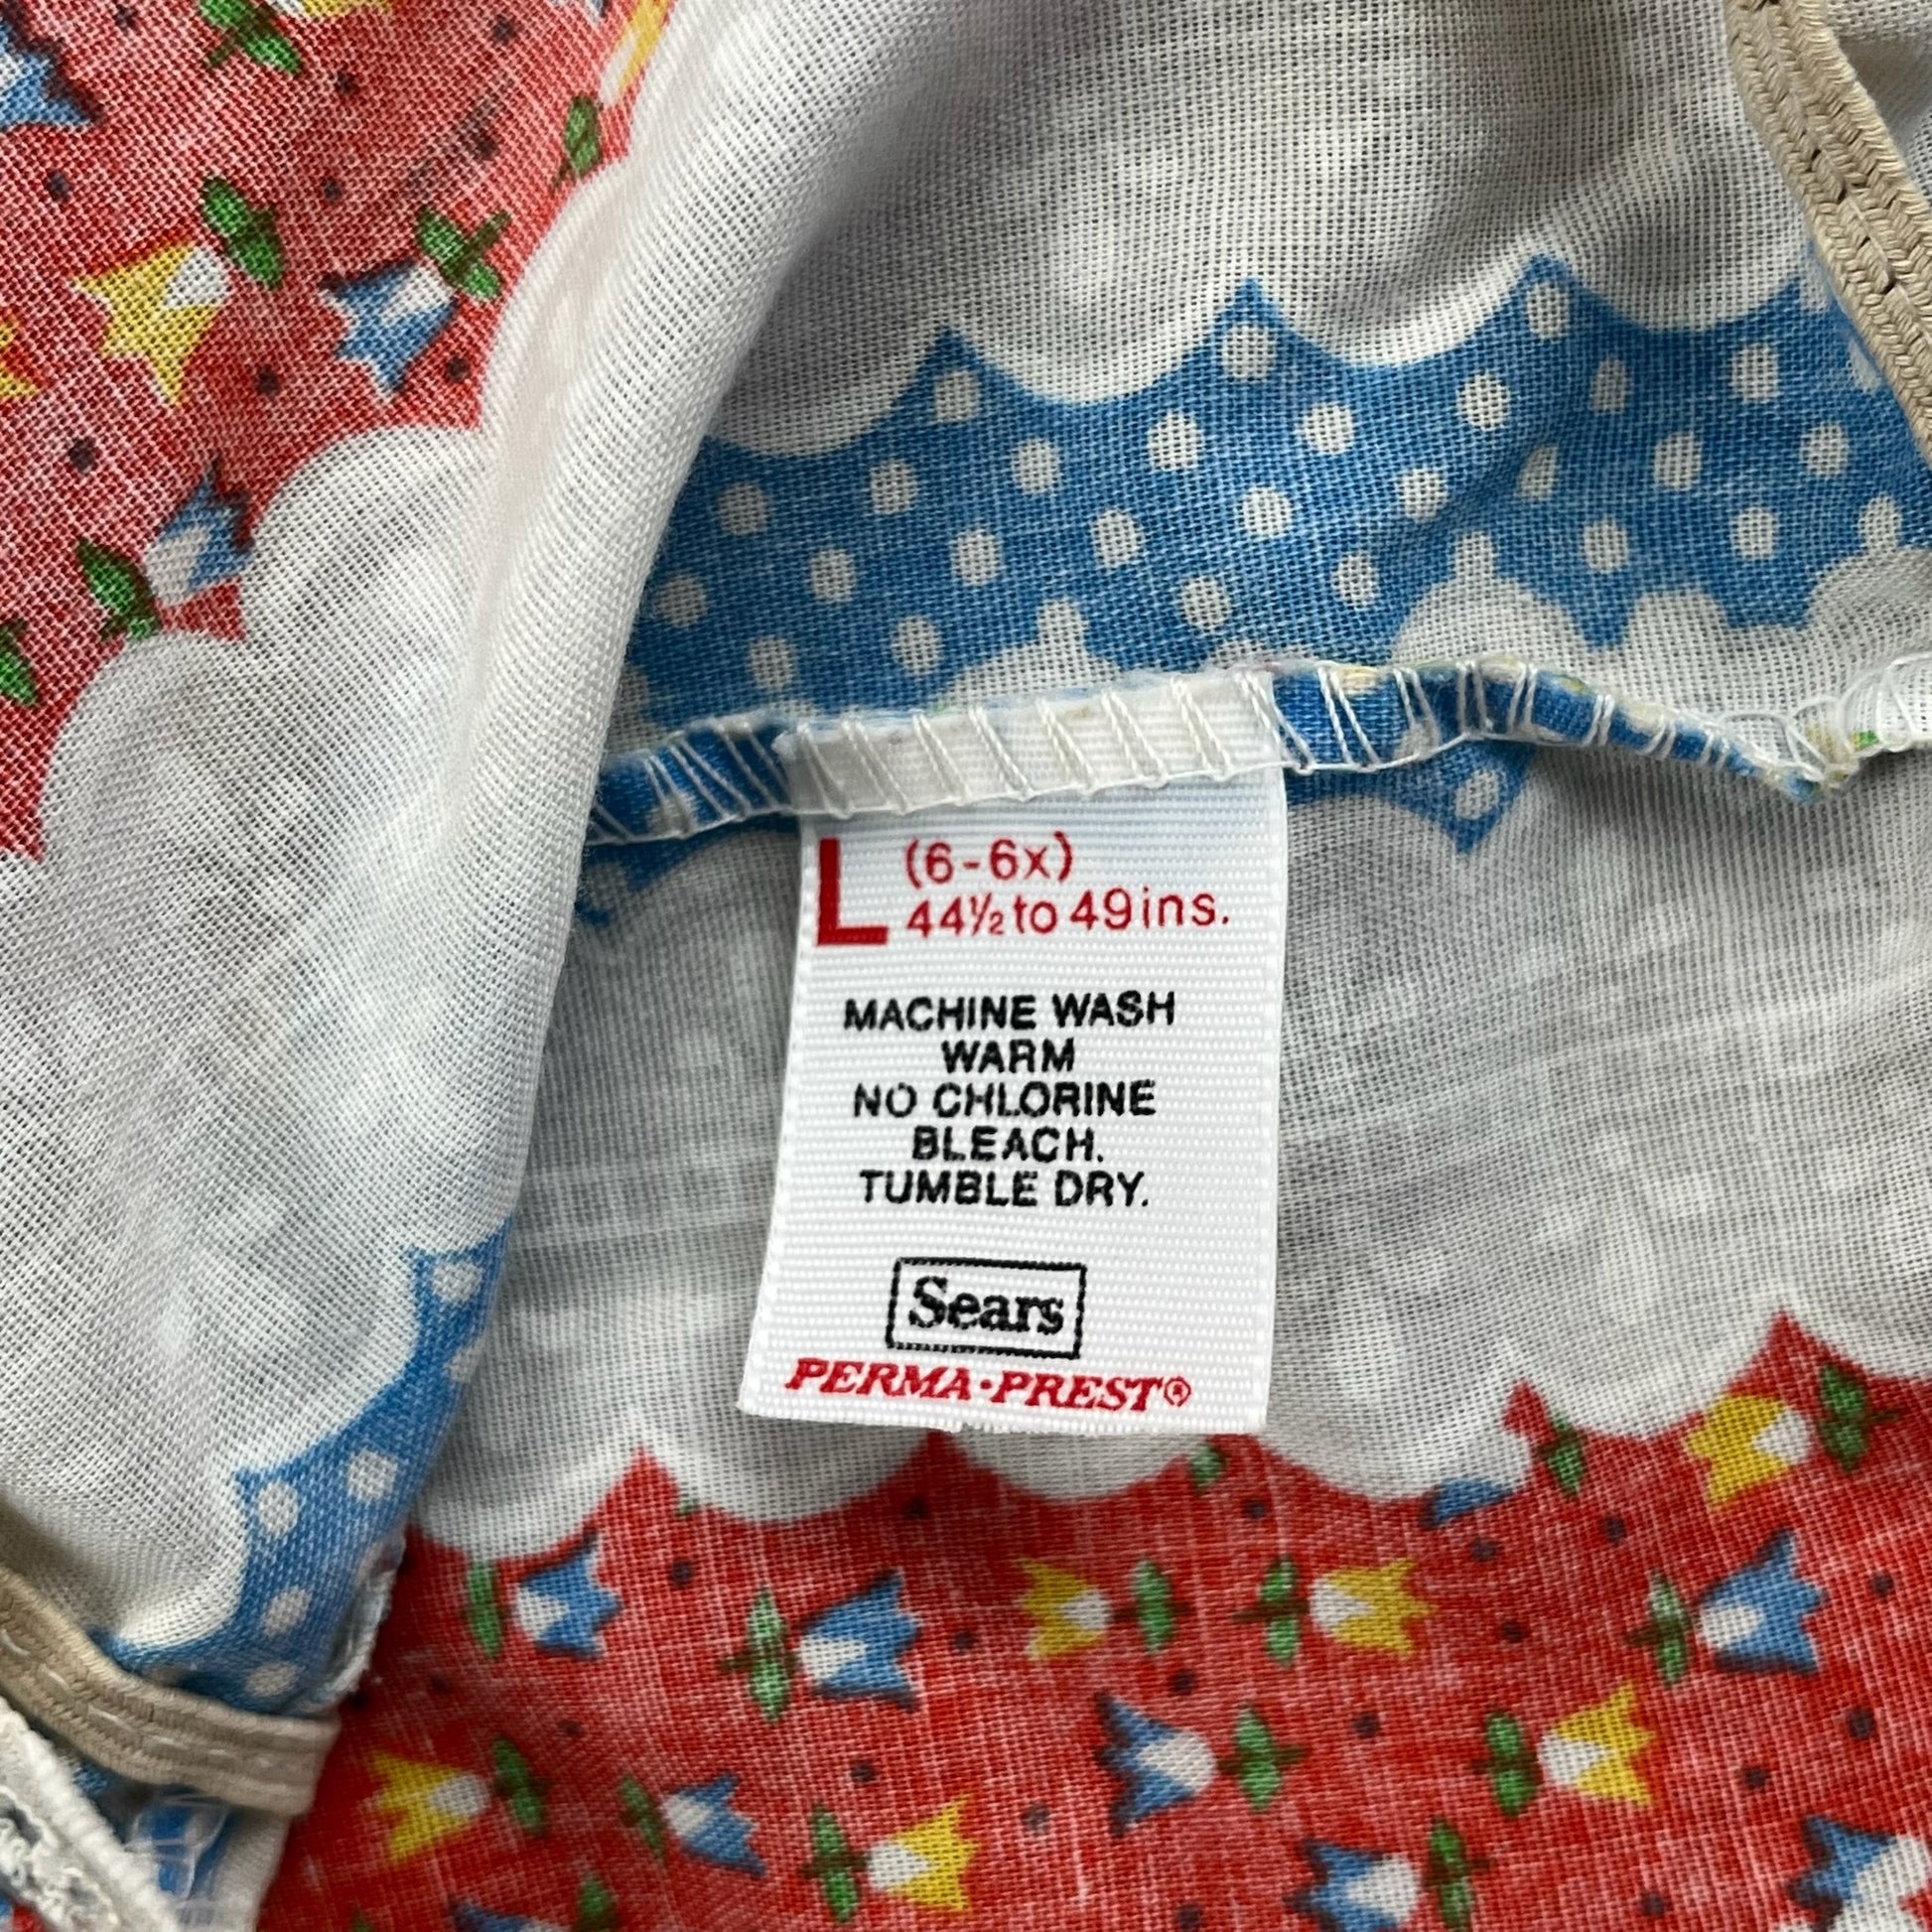 L (6-6x)
44½ to 49 ins.
MACHINE WASH
WARM
NO CHLORINE
BLEACH.
TUMBLE DRY.
Sears
PERMA·PREST®